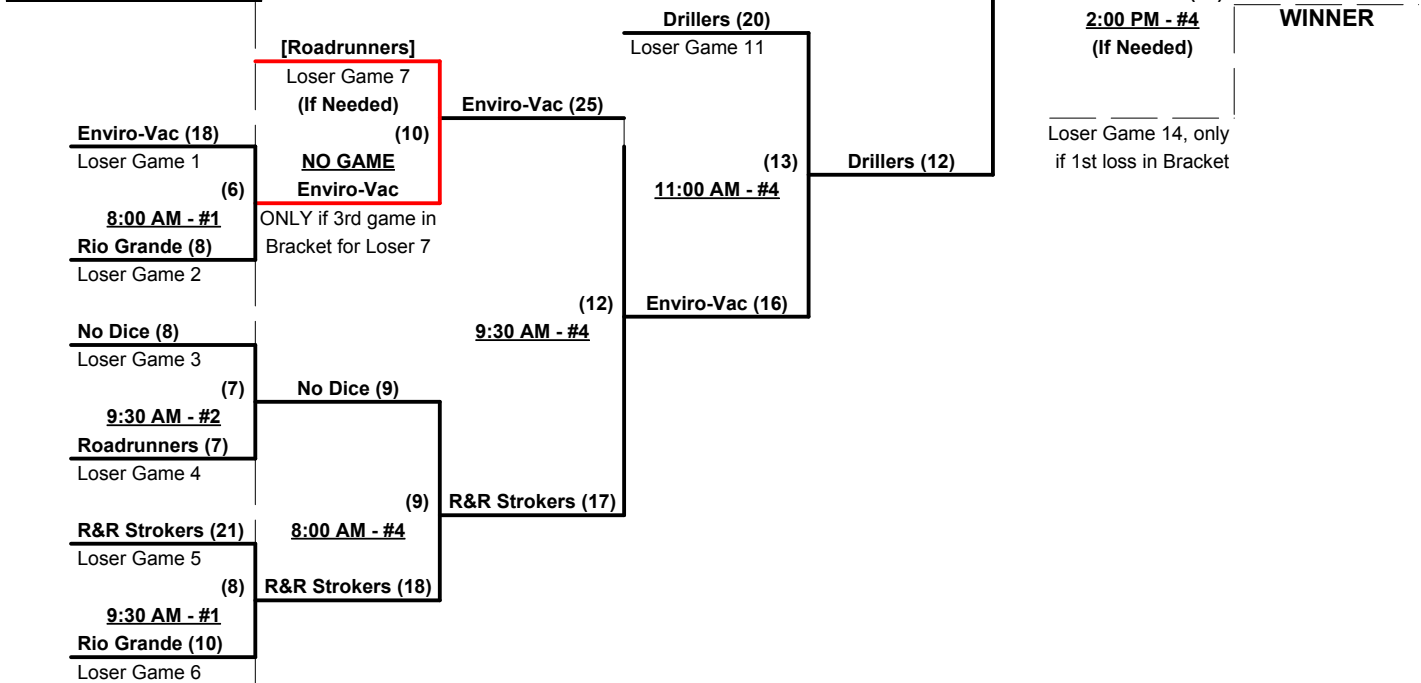 Drillers (20)
Loser Game 11
2:00 PM - #4
(If Needed)
WINNER
[Roadrunners]
Loser Game 7
(If Needed)
(10)
NO GAME
Enviro-Vac
ONLY if 3rd game in
Bracket for Loser 7
Enviro-Vac (25)
Enviro-Vac (18)
Loser Game 1
(6)
8:00 AM - #1
Rio Grande (8)
Loser Game 2
Loser Game 14, only
if 1st loss in Bracket
(13)
11:00 AM - #4
Drillers (12)
(12)
9:30 AM - #4
Enviro-Vac (16)
No Dice (8)
Loser Game 3
(7)
9:30 AM - #2
Roadrunners (7)
Loser Game 4
No Dice (9)
(9)
8:00 AM - #4
R&R Strokers (17)
R&R Strokers (21)
Loser Game 5
(8)
9:30 AM - #1
Rio Grande (10)
Loser Game 6
R&R Strokers (18)